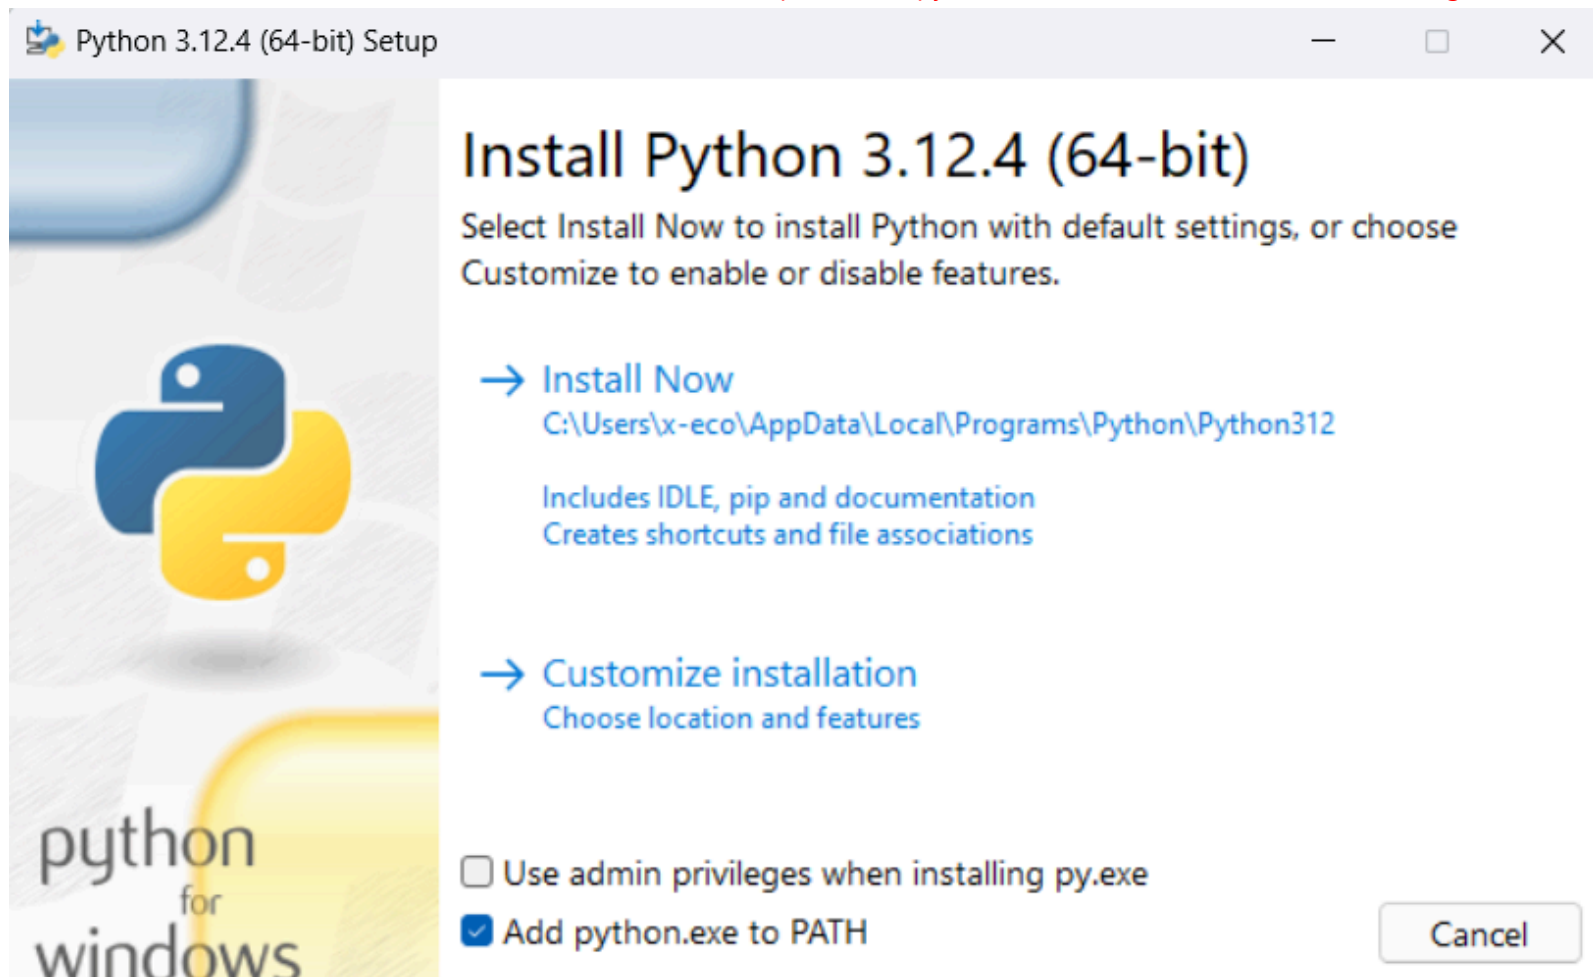 Python 3.12.4 (64-bit) Setup
Install Python 3.12.4 (64-bit)
Select Install Now to install Python with default settings, or choose
Customize to enable or disable features.
Install Now
C:\Users\x-eco\AppData\Local\Programs\Python\Python312
Includes IDLE, pip and documentation
Creates shortcuts and file associations
Customize installation
Choose location and features
python
for
windows
Use admin privileges when installing py.exe
Add python.exe to PATH
Cancel